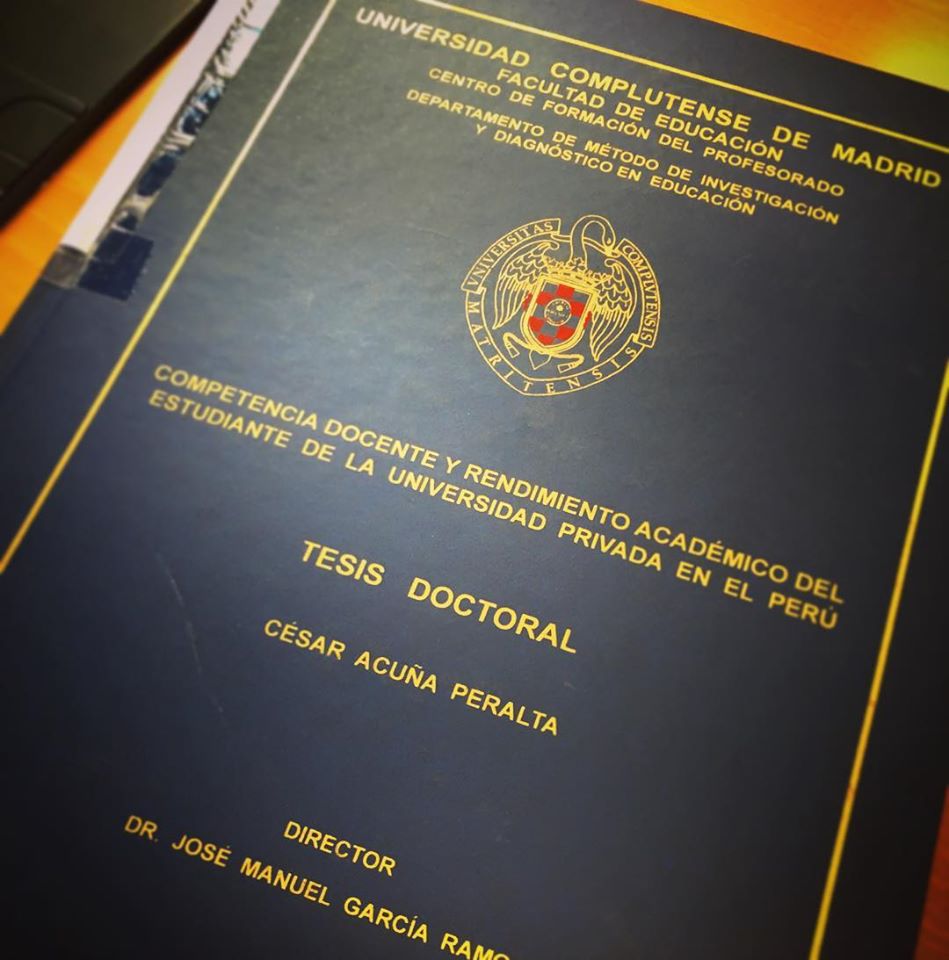 UNIVERSIDAD COMPLUTENSE DE MADRID
FACULTAD DE EDUCACIÓN
CENTRO DE FORMACIÓN DEL PROFESORADO
DEPARTAMENTO DE MÉTODO DE INVESTIGACIÓN
Y DIAGNÓSTICO EN EDUCACIÓN
UNIVERSITAS COMPLVTENSIS
MATRITENSIS
COMPETENCIA DOCENTE Y RENDIMIENTO ACADÉMICO DEL
ESTUDIANTE DE LA UNIVERSIDAD PRIVADA EN EL PERÚ
TESIS DOCTORAL
CÉSAR ACUÑA PERALTA
DIRECTOR
DR. JOSÉ MANUEL GARCÍA RAMO